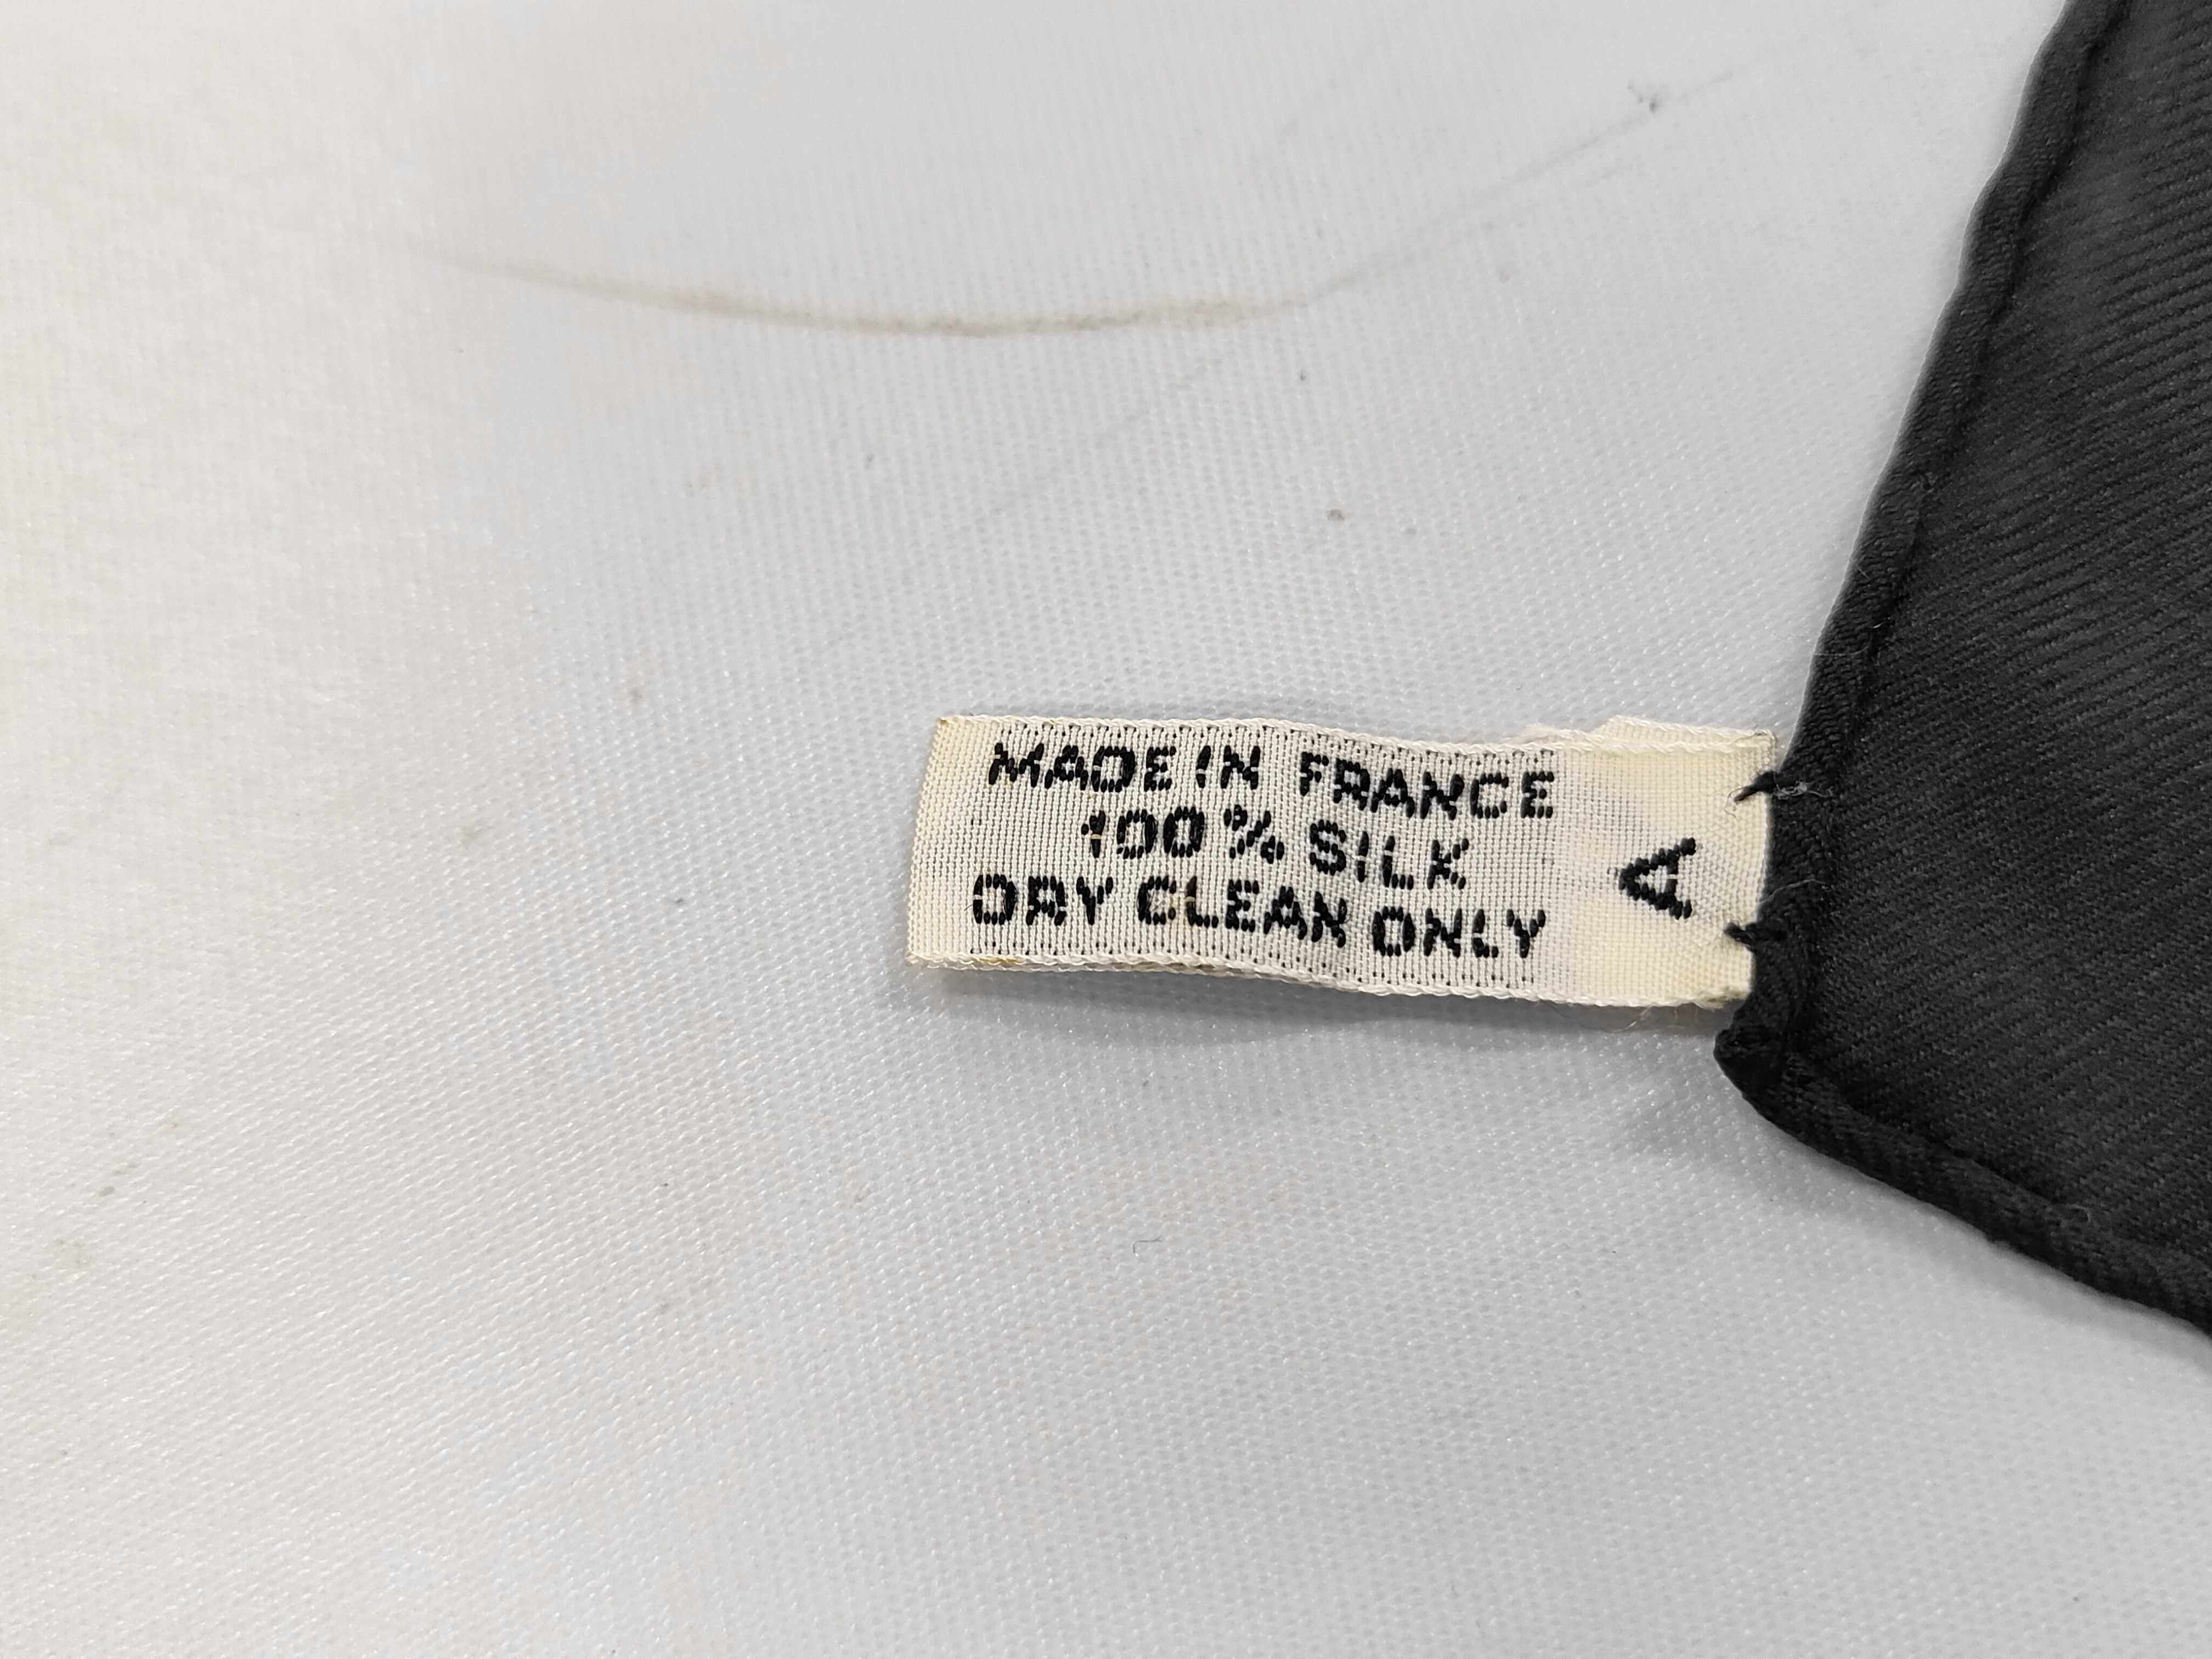 MADE IN FRANCE
100% SILK
DRY CLEAN ONLY
A